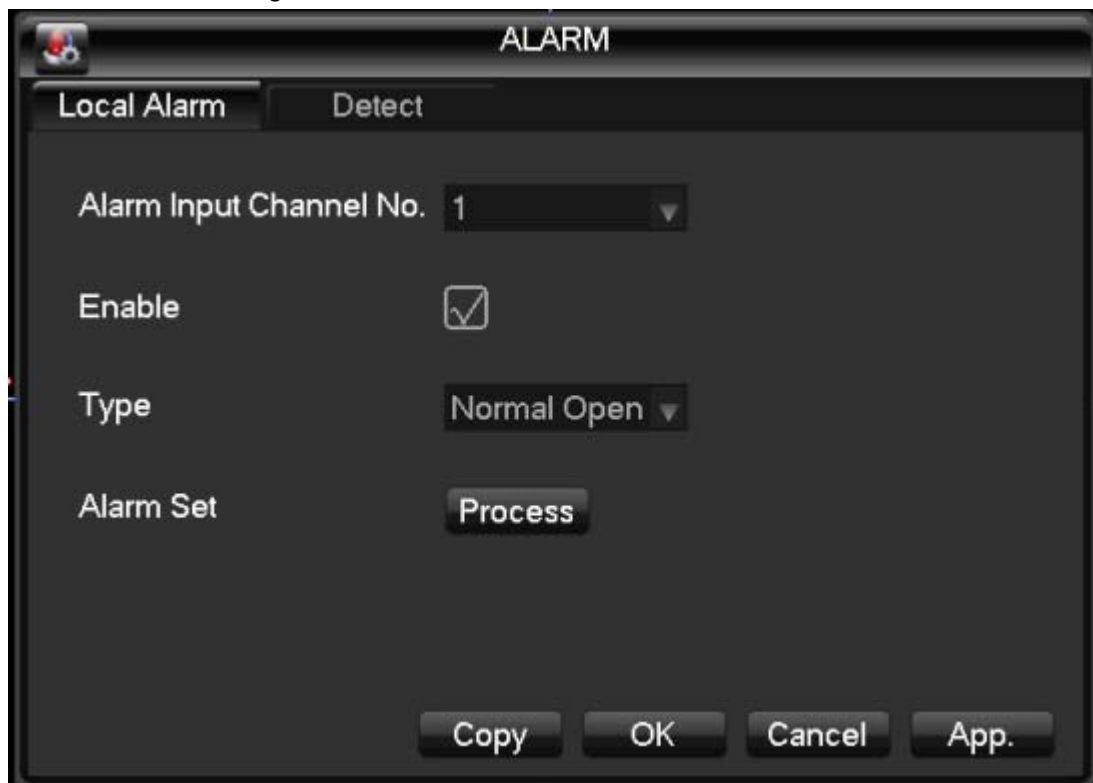 ALARM
Local Alarm Detect
Alarm Input Channel No. 1
Enable
Type Normal Open
Alarm Set Process
Copy OK Cancel App.